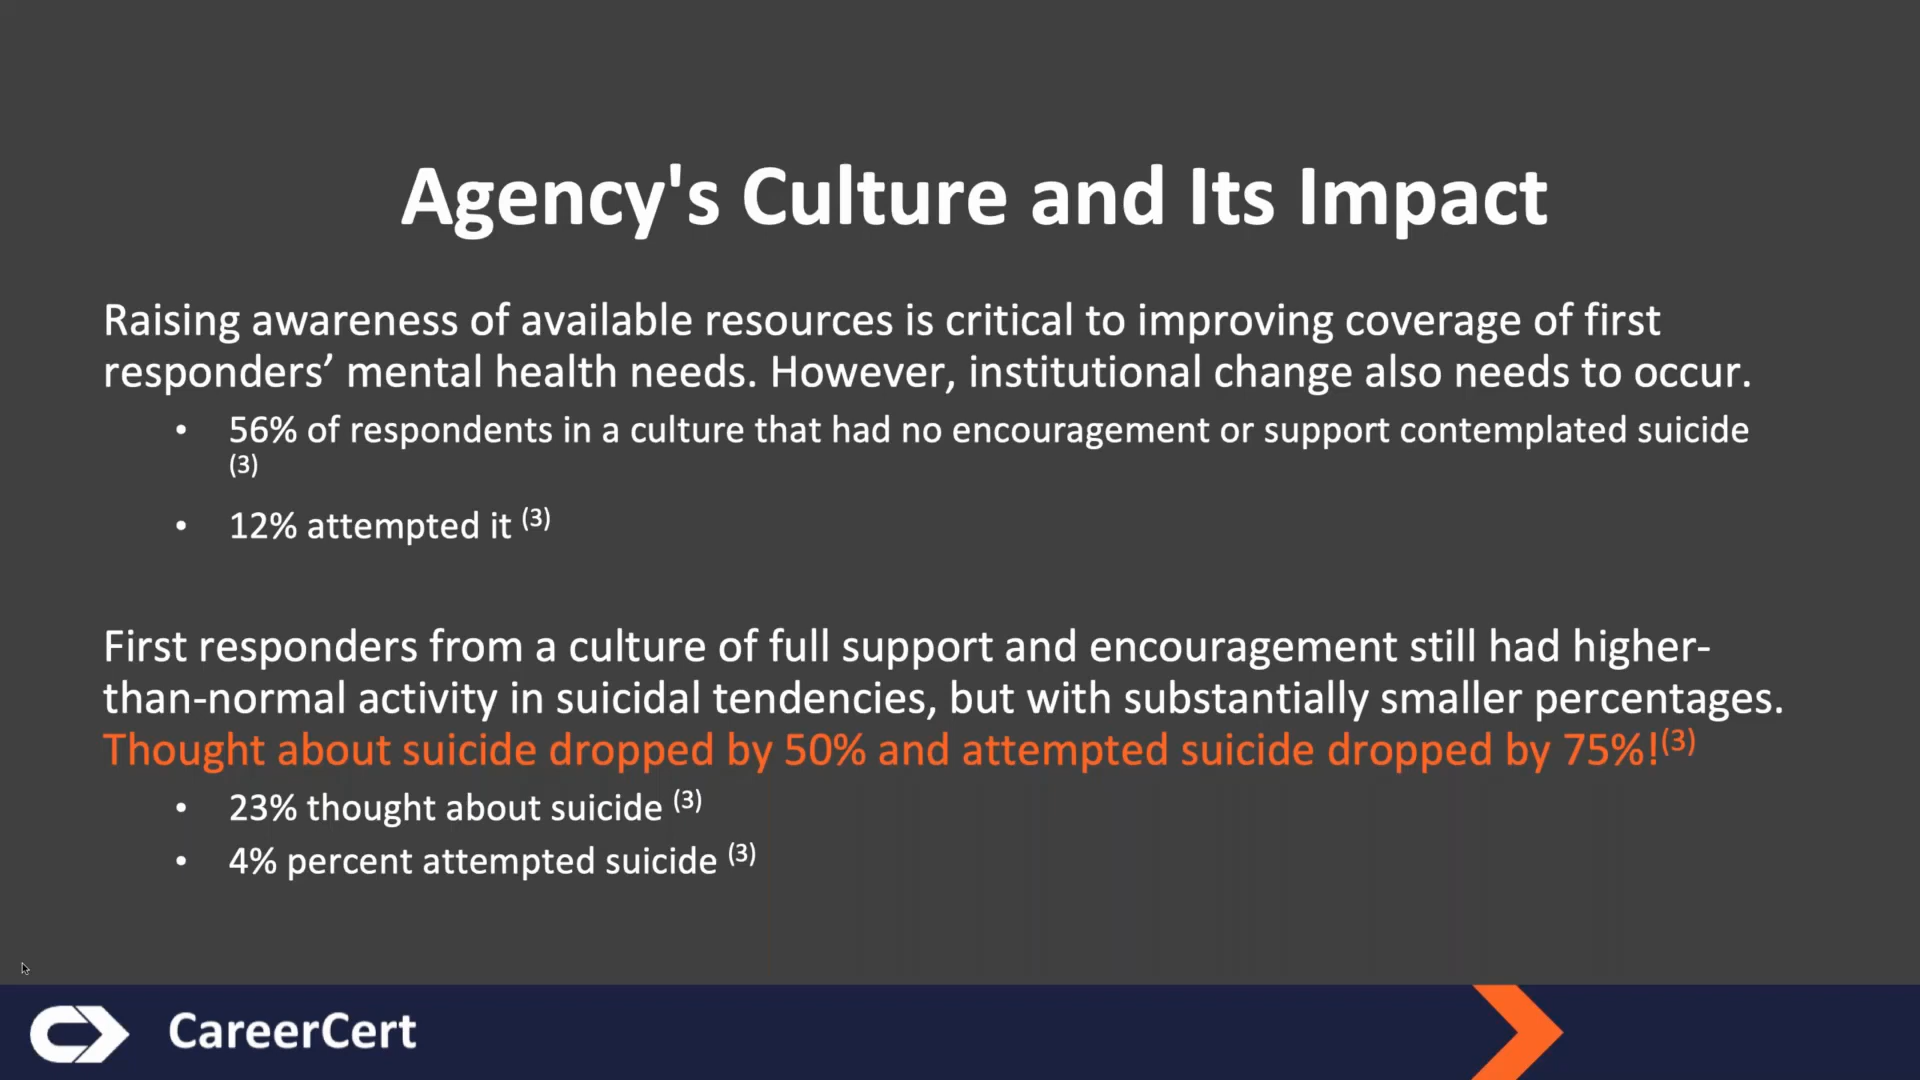 Agency's Culture and Its Impact
Raising awareness of available resources is critical to improving coverage of first
responders’ mental health needs. However, institutional change also needs to occur.
• 56% of respondents in a culture that had no encouragement or support contemplated suicide
(3)
• 12% attempted it (3)
First responders from a culture of full support and encouragement still had higher-
than-normal activity in suicidal tendencies, but with substantially smaller percentages.
Thought about suicide dropped by 50% and attempted suicide dropped by 75%!(3)
• 23% thought about suicide (3)
• 4% percent attempted suicide (3)
CareerCert